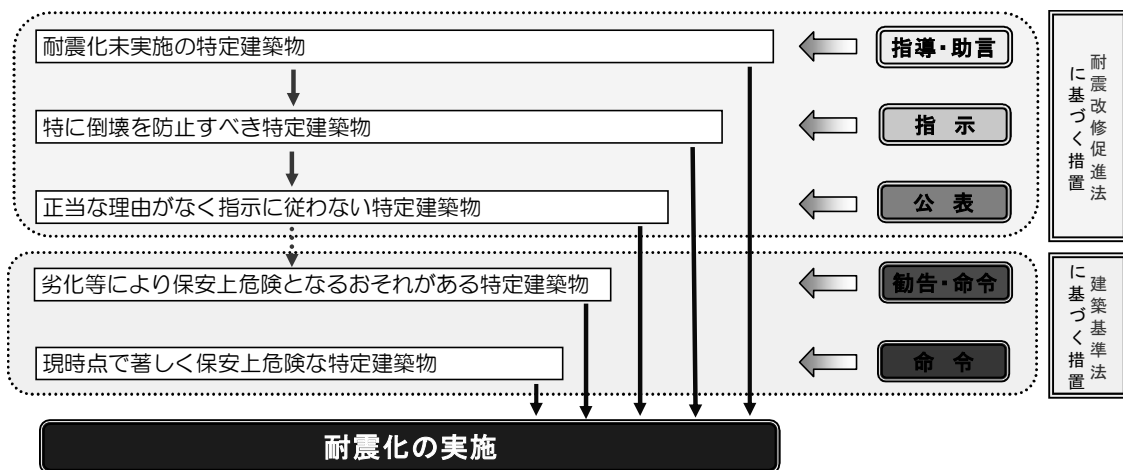 耐震化未実施の特定建築物
指導・助言
特に倒壊を防止すべき特定建築物
指 示
正当な理由がなく指示に従わない特定建築物
公 表
耐震改修促進法
に基づく措置
劣化等により保安上危険となるおそれがある特定建築物
勧告・命令
現時点で著しく保安上危険な特定建築物
命 令
建築基準法
に基づく措置
耐震化の実施